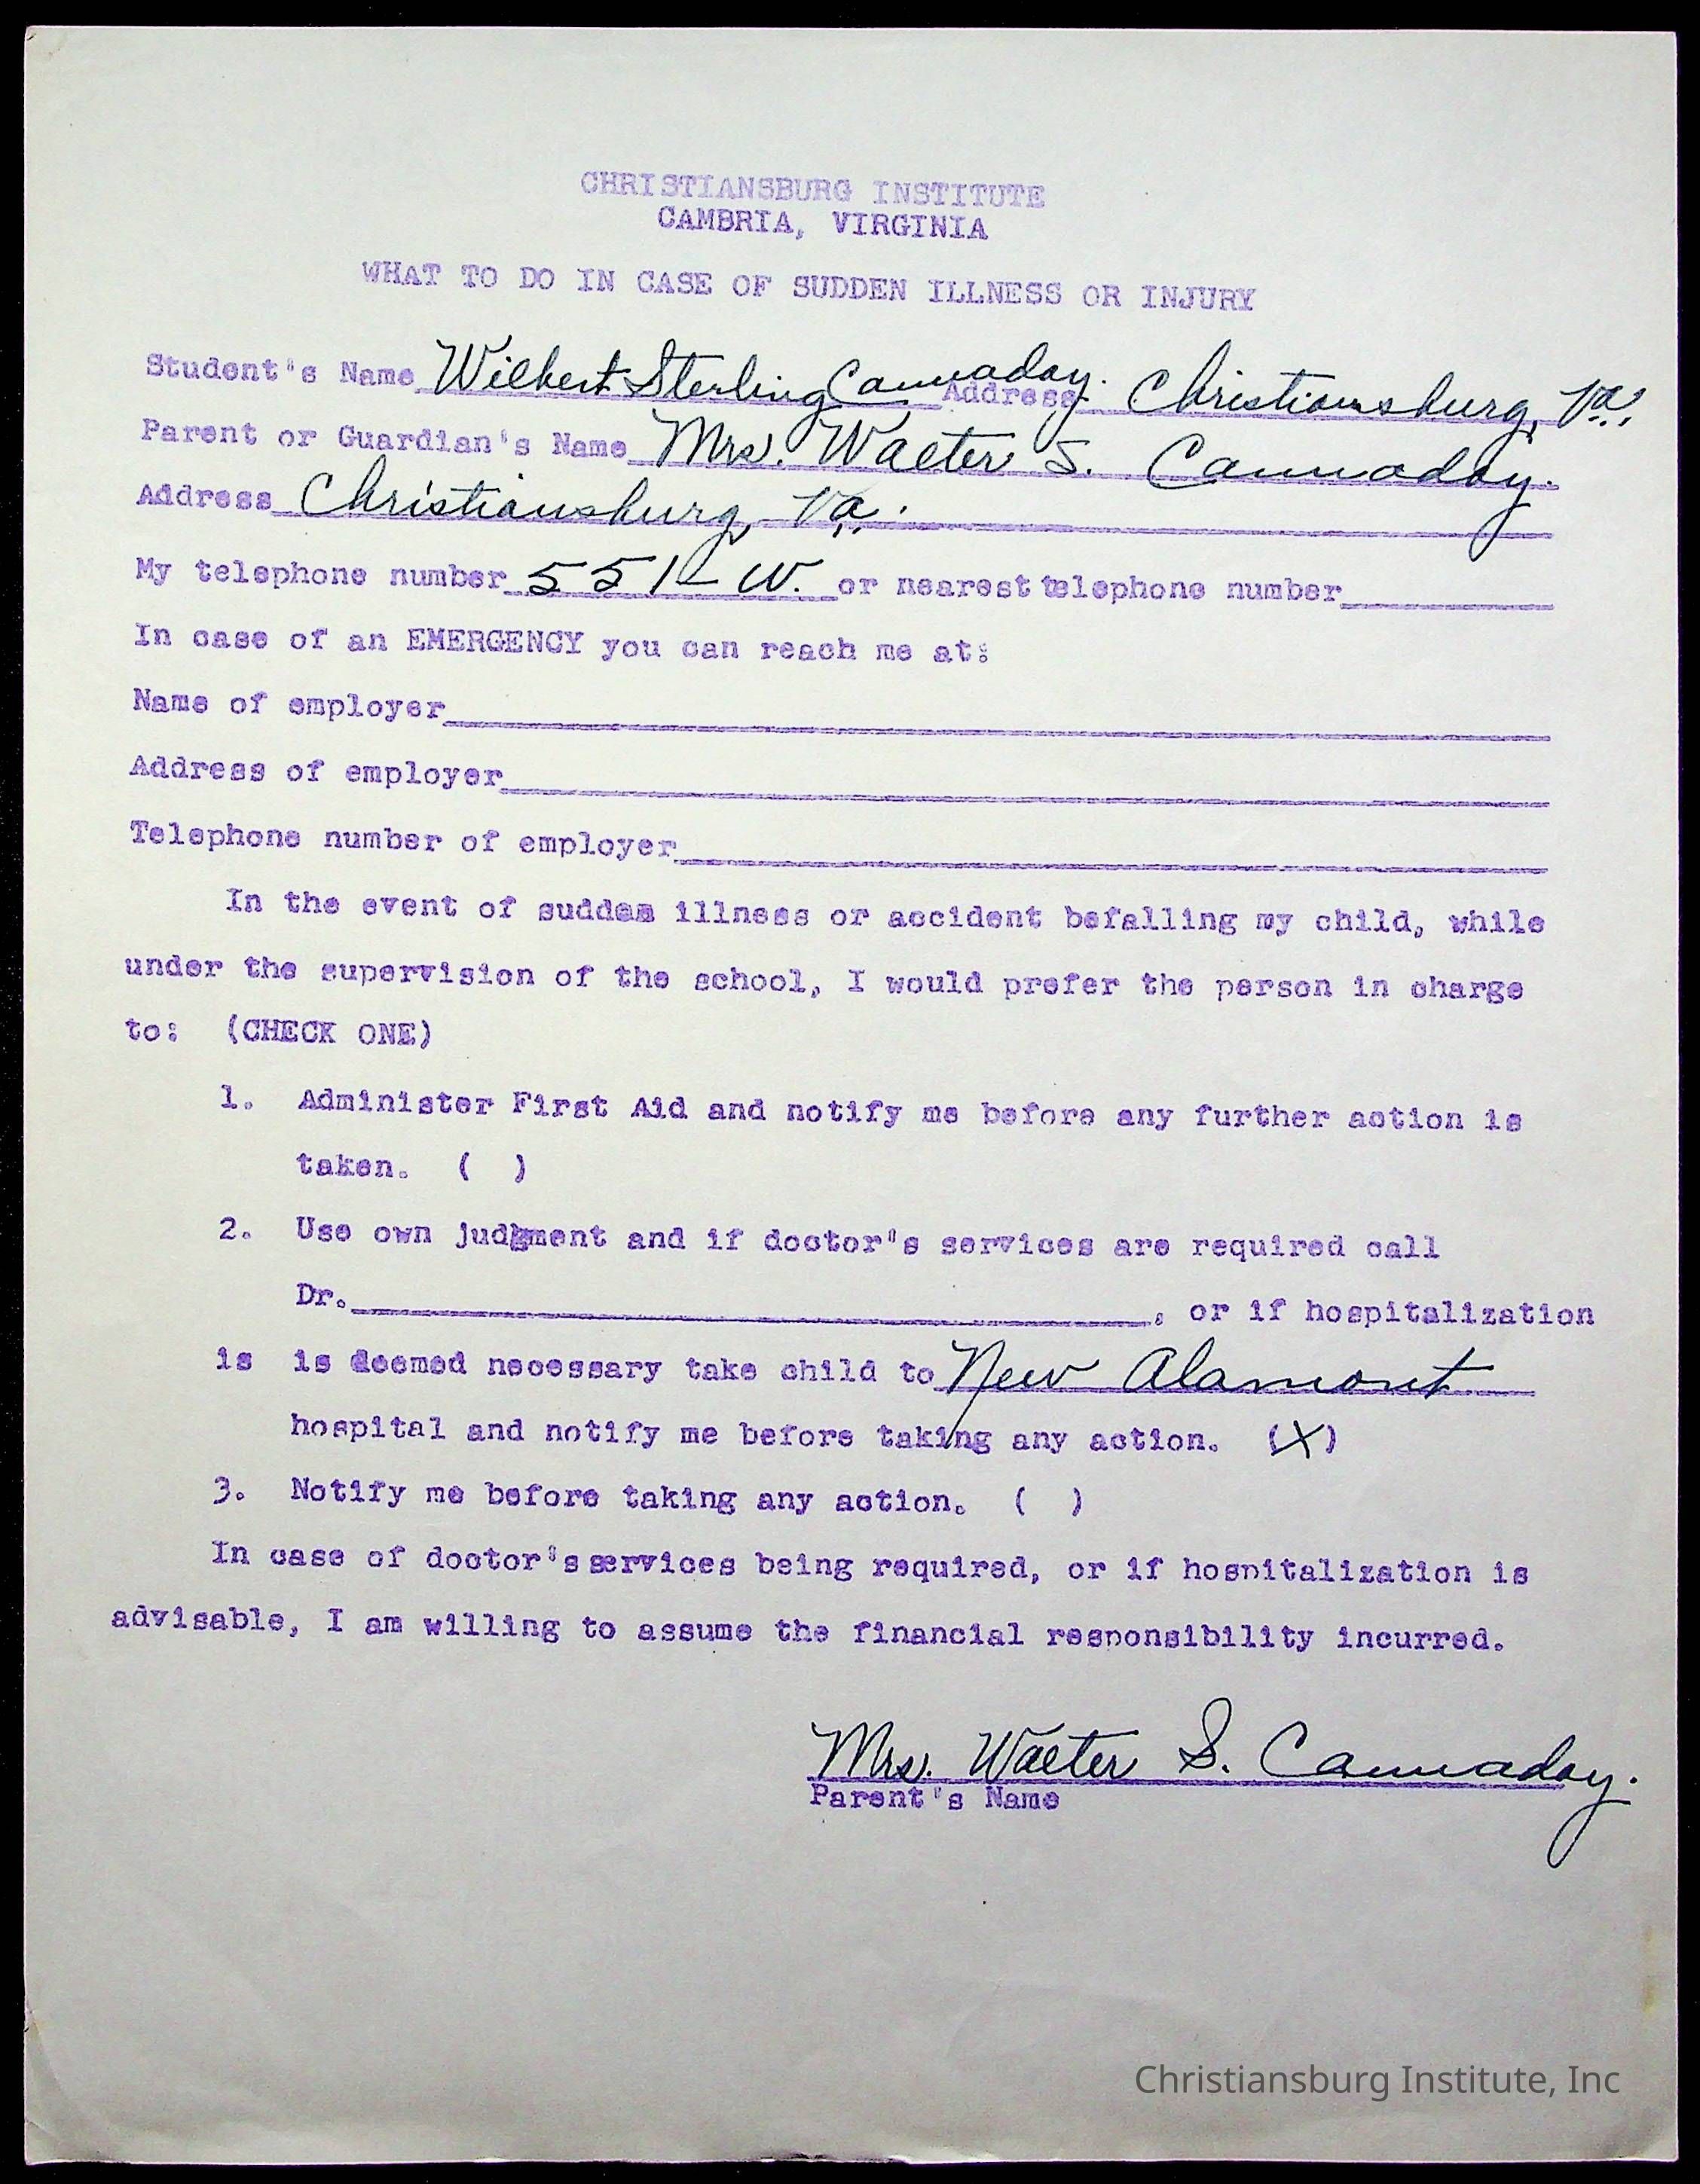 CHRISTIANSBURG INSTITUTE
CAMBRIA, VIRGINIA
WHAT TO DO IN CASE OF SUDDEN ILLNESS OR INJURY
Student's Name Wilbert Sterling Cannaday. Address Christiansburg, Va.
Parent or Guardian's Name Mrs. Walter S. Cannaday.
Address Christiansburg, Va.
My telephone number 551-W. or nearest telephone number
In case of an EMERGENCY you can reach me at:
Name of employer
Address of employer
Telephone number of employer
In the event of sudden illness or accident befalling my child, while
under the supervision of the school, I would prefer the person in charge
to: (CHECK ONE)
1. Administer First Aid and notify me before any further action is
taken. ( )
2. Use own judgment and if doctor's services are required call
Dr. , or if hospitalization
is is deemed necessary take child to New Alamont
hospital and notify me before taking any action. (X)
3. Notify me before taking any action. ( )
In case of doctor's services being required, or if hospitalization is
advisable, I am willing to assume the financial responsibility incurred.
Mrs. Walter S. Cannaday.
Parent's Name
Christiansburg Institute, Inc